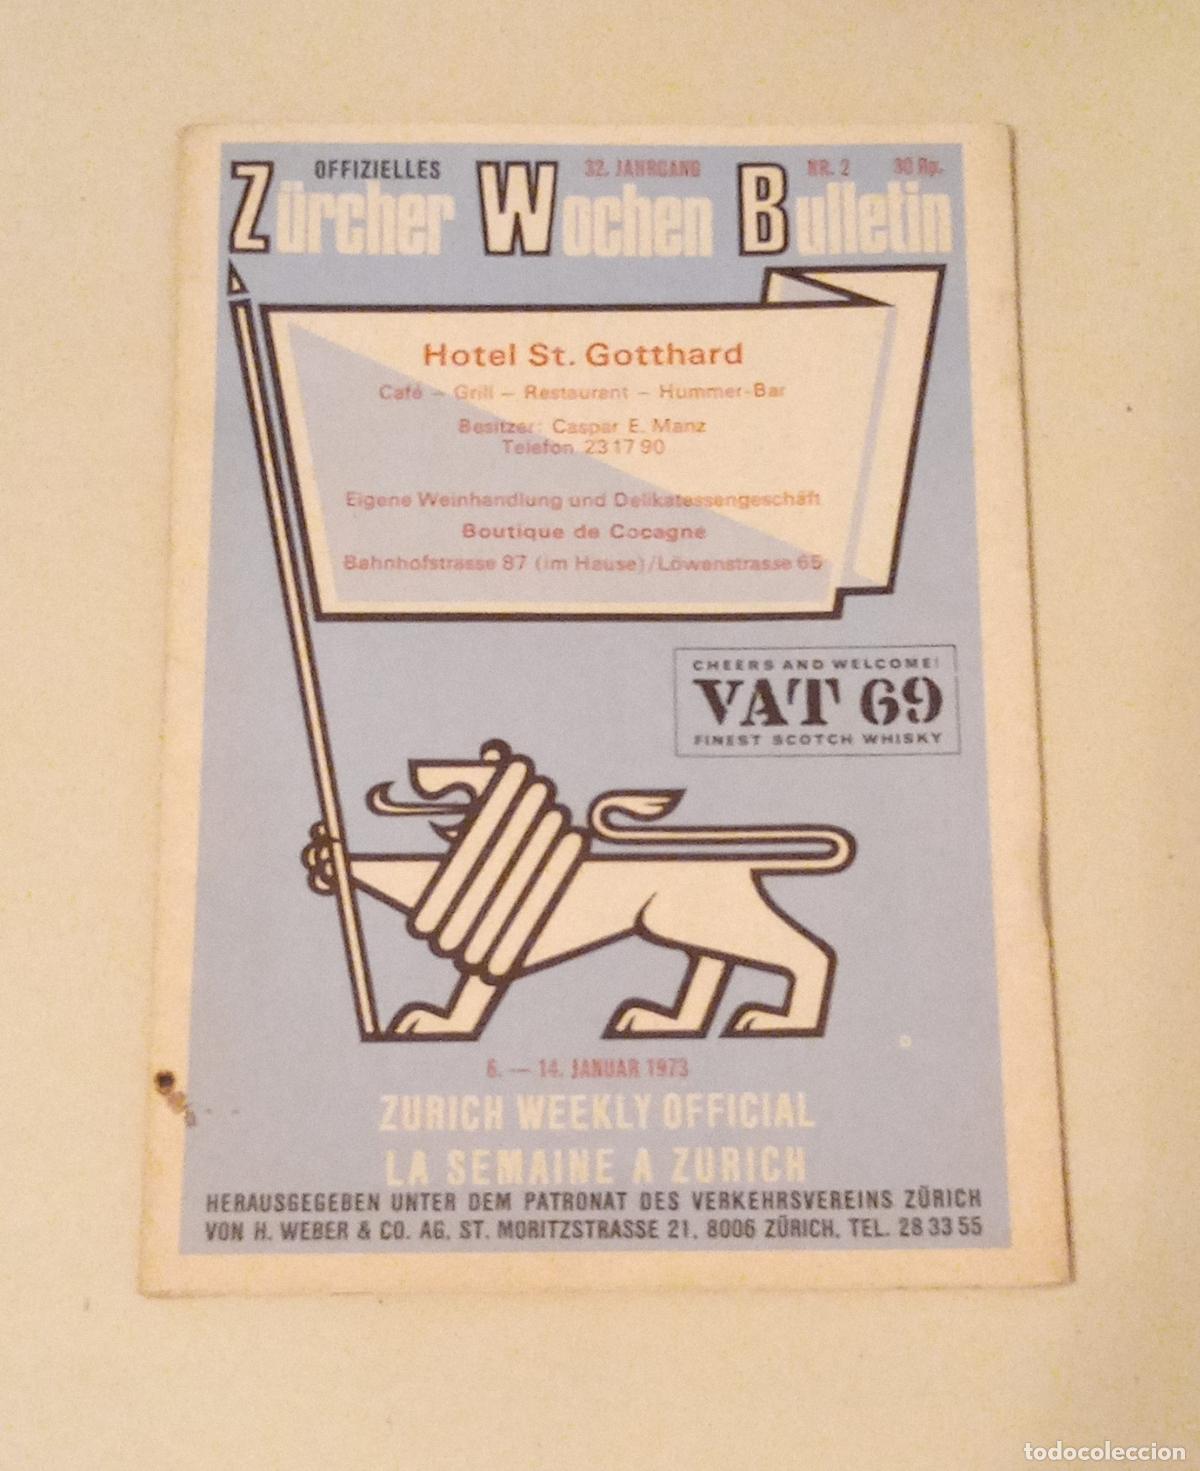 OFFIZIELLES 32. JAHRGANG NR. 2 30 Rp.
Zürcher Wochen Bulletin
Hotel St. Gotthard
Café – Grill – Restaurant – Hummer-Bar
Besitzer: Caspar E. Manz
Telefon 23 17 90
Eigene Weinhandlung und Delikatessengeschäft
Boutique de Cocagne
Bahnhofstrasse 87 (im Hause)/Löwenstrasse 65
CHEERS AND WELCOME!
VAT 69
FINEST SCOTCH WHISKY
6. — 14. JANUAR 1973
ZURICH WEEKLY OFFICIAL
LA SEMAINE A ZURICH
HERAUSGEGEBEN UNTER DEM PATRONAT DES VERKEHRSVEREINS ZÜRICH
VON H. WEBER & CO. AG, ST. MORITZSTRASSE 21, 8006 ZÜRICH, TEL. 28 33 55
todocoleccion